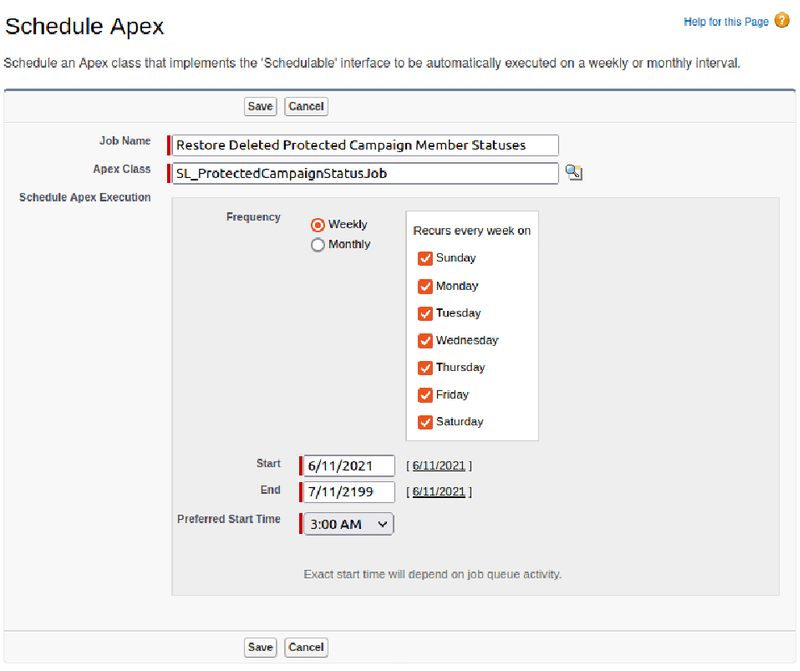 Schedule Apex
Help for this Page ?
Schedule an Apex class that implements the 'Schedulable' interface to be automatically executed on a weekly or monthly interval.
Save Cancel
Job Name Restore Deleted Protected Campaign Member Statuses
Apex Class SL_ProtectedCampaignStatusJob
Schedule Apex Execution
Frequency
Weekly
Monthly
Recurs every week on
Sunday
Monday
Tuesday
Wednesday
Thursday
Friday
Saturday
Start 6/11/2021 [ 6/11/2021 ]
End 7/11/2199 [ 6/11/2021 ]
Preferred Start Time 3:00 AM
Exact start time will depend on job queue activity.
Save Cancel